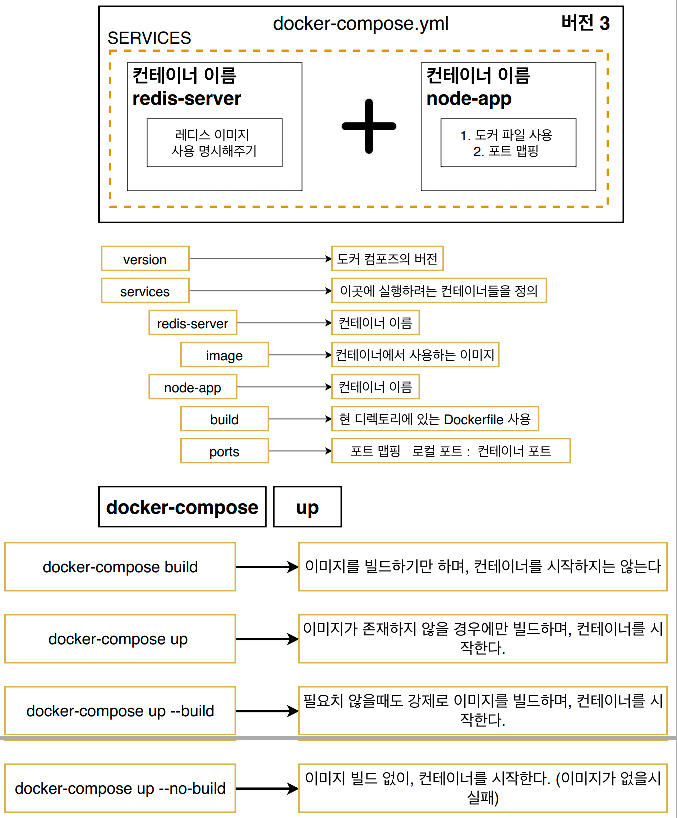 docker-compose.yml
버전 3
SERVICES
컨테이너 이름
redis-server
레디스 이미지
사용 명시해주기
컨테이너 이름
node-app
1. 도커 파일 사용
2. 포트 맵핑
version
도커 컴포즈의 버전
services
이곳에 실행하려는 컨테이너들을 정의
redis-server
컨테이너 이름
image
컨테이너에서 사용하는 이미지
node-app
컨테이너 이름
build
현 디렉토리에 있는 Dockerfile 사용
ports
포트 맵핑 로컬 포트 : 컨테이너 포트
docker-compose
up
docker-compose build
이미지를 빌드하기만 하며, 컨테이너를 시작하지는 않는다
docker-compose up
이미지가 존재하지 않을 경우에만 빌드하며, 컨테이너를 시
작한다.
docker-compose up --build
필요치 않을때도 강제로 이미지를 빌드하며, 컨테이너를 시
작한다.
docker-compose up --no-build
이미지 빌드 없이, 컨테이너를 시작한다. (이미지가 없을시
실패)